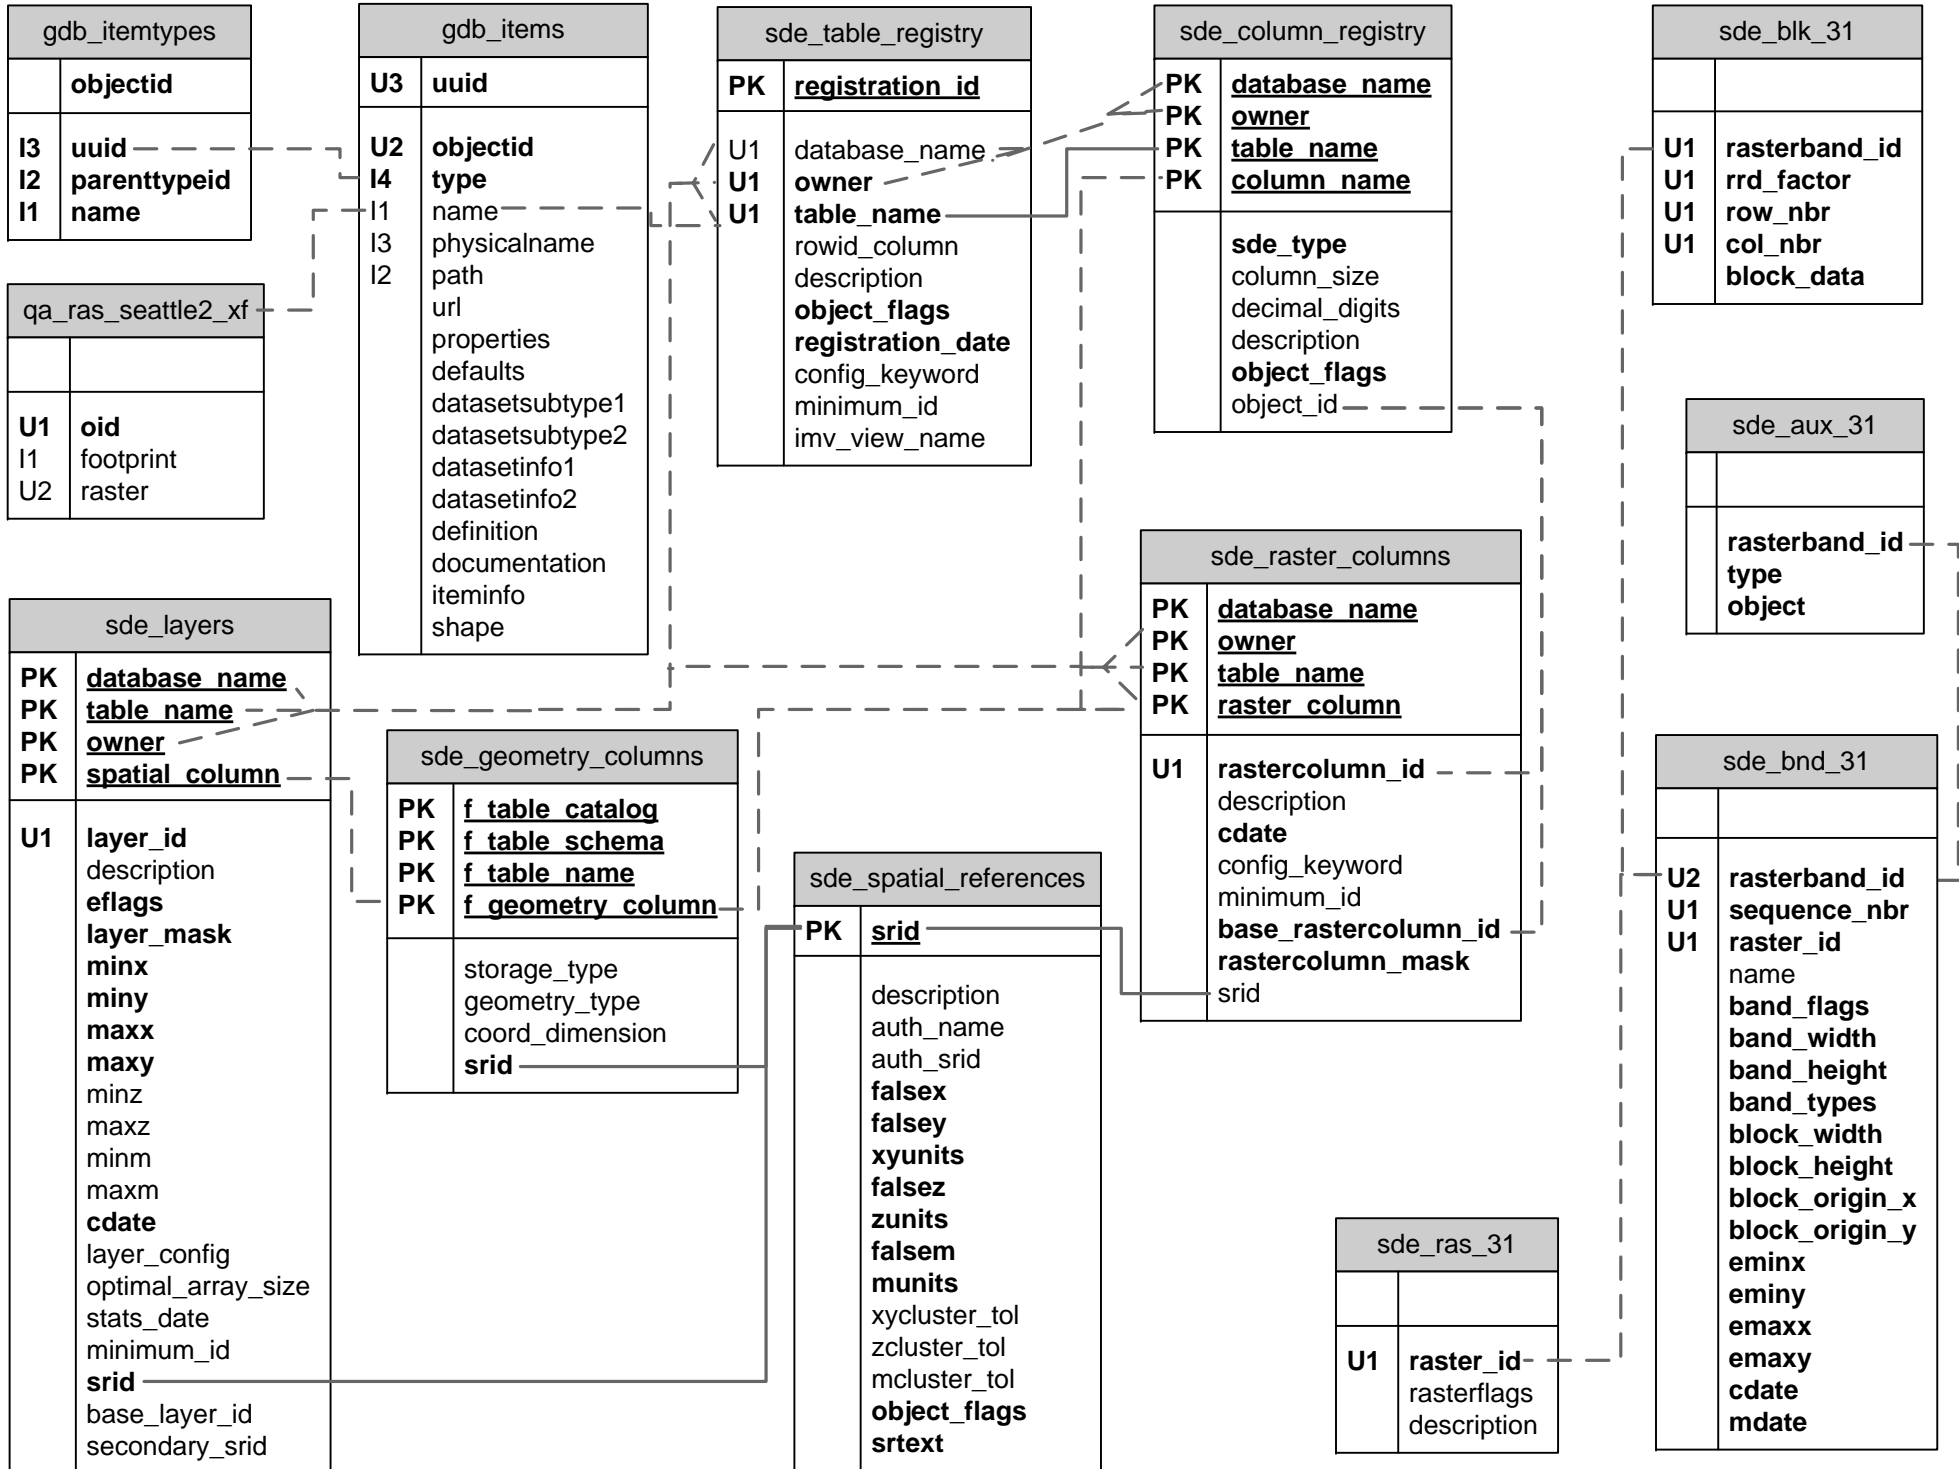 gdb_itemtypes
objectid
I3 uuid
I2 parenttypeid
I1 name
qa_ras_seattle2_xf
U1 oid
I1 footprint
U2 raster
gdb_items
U3 uuid
U2 objectid
I4 type
I1 name
I3 physicalname
I2 path
url
properties
defaults
datasetsubtype1
datasetsubtype2
datasetinfo1
datasetinfo2
definition
documentation
iteminfo
shape
sde_table_registry
PK registration_id
U1 database_name
U1 owner
U1 table_name
rowid_column
description
object_flags
registration_date
config_keyword
minimum_id
imv_view_name
sde_column_registry
PK database_name
PK owner
PK table_name
PK column_name
sde_type
column_size
decimal_digits
description
object_flags
object_id
sde_blk_31
U1 rasterband_id
U1 rrd_factor
U1 row_nbr
U1 col_nbr
block_data
sde_aux_31
rasterband_id
type
object
sde_layers
PK database_name
PK table_name
PK owner
PK spatial_column
U1 layer_id
description
eflags
layer_mask
minx
miny
maxx
maxy
minz
maxz
minm
maxm
cdate
layer_config
optimal_array_size
stats_date
minimum_id
srid
base_layer_id
secondary_srid
sde_geometry_columns
PK f_table_catalog
PK f_table_schema
PK f_table_name
PK f_geometry_column
storage_type
geometry_type
coord_dimension
srid
sde_spatial_references
PK srid
description
auth_name
auth_srid
falsex
falsey
xyunits
falsez
zunits
falsem
munits
xycluster_tol
zcluster_tol
mcluster_tol
object_flags
srtext
sde_raster_columns
PK database_name
PK owner
PK table_name
PK raster_column
U1 rastercolumn_id
description
cdate
config_keyword
minimum_id
base_rastercolumn_id
rastercolumn_mask
srid
sde_ras_31
U1 raster_id
rasterflags
description
sde_bnd_31
U2 rasterband_id
U1 sequence_nbr
U1 raster_id
name
band_flags
band_width
band_height
band_types
block_width
block_height
block_origin_x
block_origin_y
eminx
eminy
emaxx
emaxy
cdate
mdate